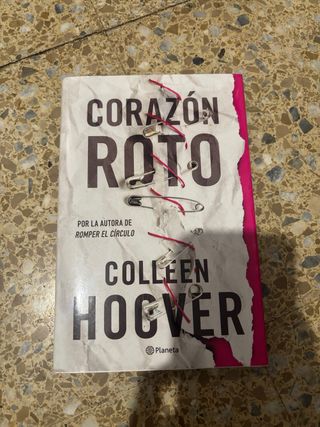 CORAZÓN
ROTO
POR LA AUTORA DE
ROMPER EL CÍRCULO
COLLEEN
HOOVER
Planeta